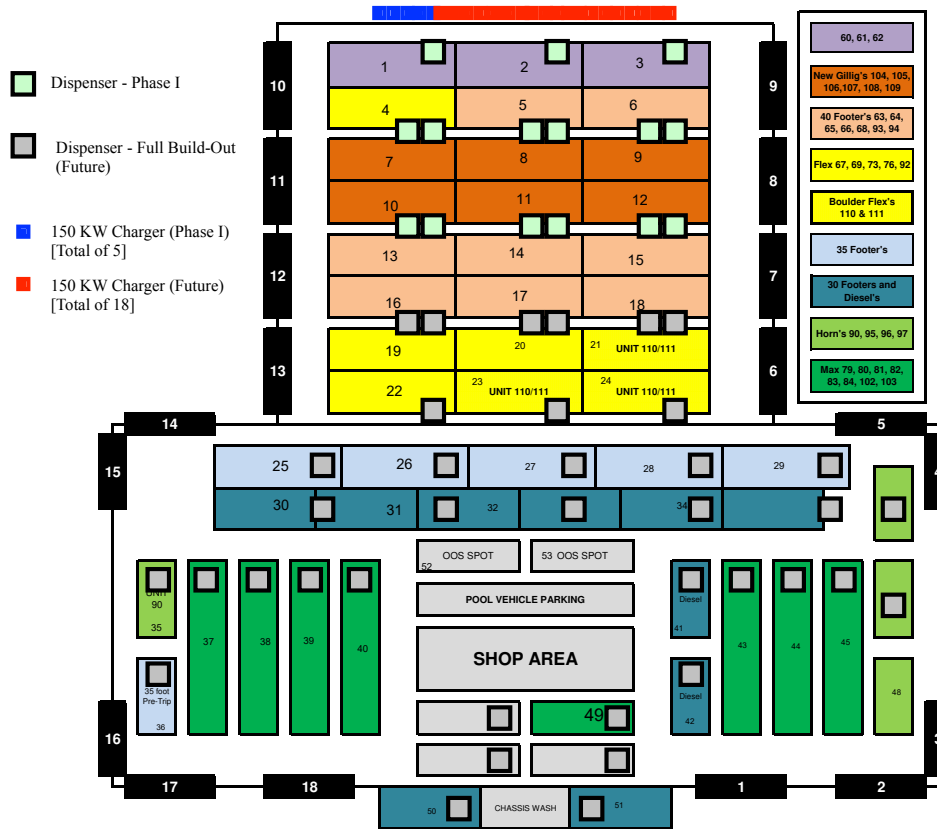 Dispenser - Phase I
Dispenser - Full Build-Out
(Future)
150 KW Charger (Phase I)
[Total of 5]
150 KW Charger (Future)
[Total of 18]
10
11
12
13
9
8
7
6
1
2
3
4
5
6
7
8
9
10
11
12
13
14
15
16
17
18
19
20
21 UNIT 110/111
22
23 UNIT 110/111
24 UNIT 110/111
60, 61, 62
New Gillig's 104, 105,
106,107, 108, 109
40 Footer's 63, 64,
65, 66, 68, 93, 94
Flex 67, 69, 73, 76, 92
Boulder Flex's
110 & 111
35 Footer's
30 Footers and
Diesel's
Horn's 90, 95, 96, 97
Max 79, 80, 81, 82,
83, 84, 102, 103
14
5
15
4
25
26
27
28
29
30
31
32
34
OOS SPOT
52
53 OOS SPOT
POOL VEHICLE PARKING
SHOP AREA
UNIT
90
35
35 foot
Pre-Trip
36
37
38
39
40
Diesel
41
Diesel
42
43
44
45
48
49
16
3
17
18
1
2
50
CHASSIS WASH
51